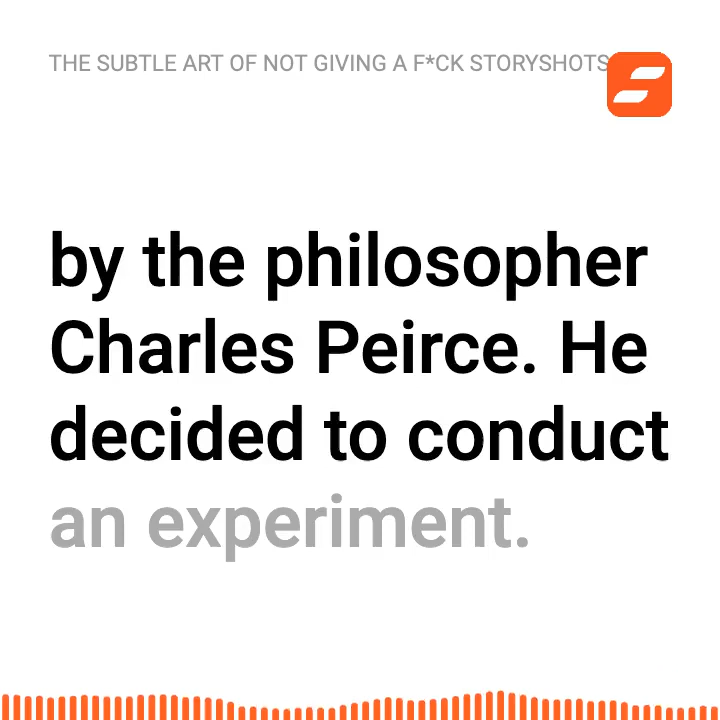 THE SUBTLE ART OF NOT GIVING A F*CK STORYSHOTS
by the philosopher
Charles Peirce. He
decided to conduct
an experiment.